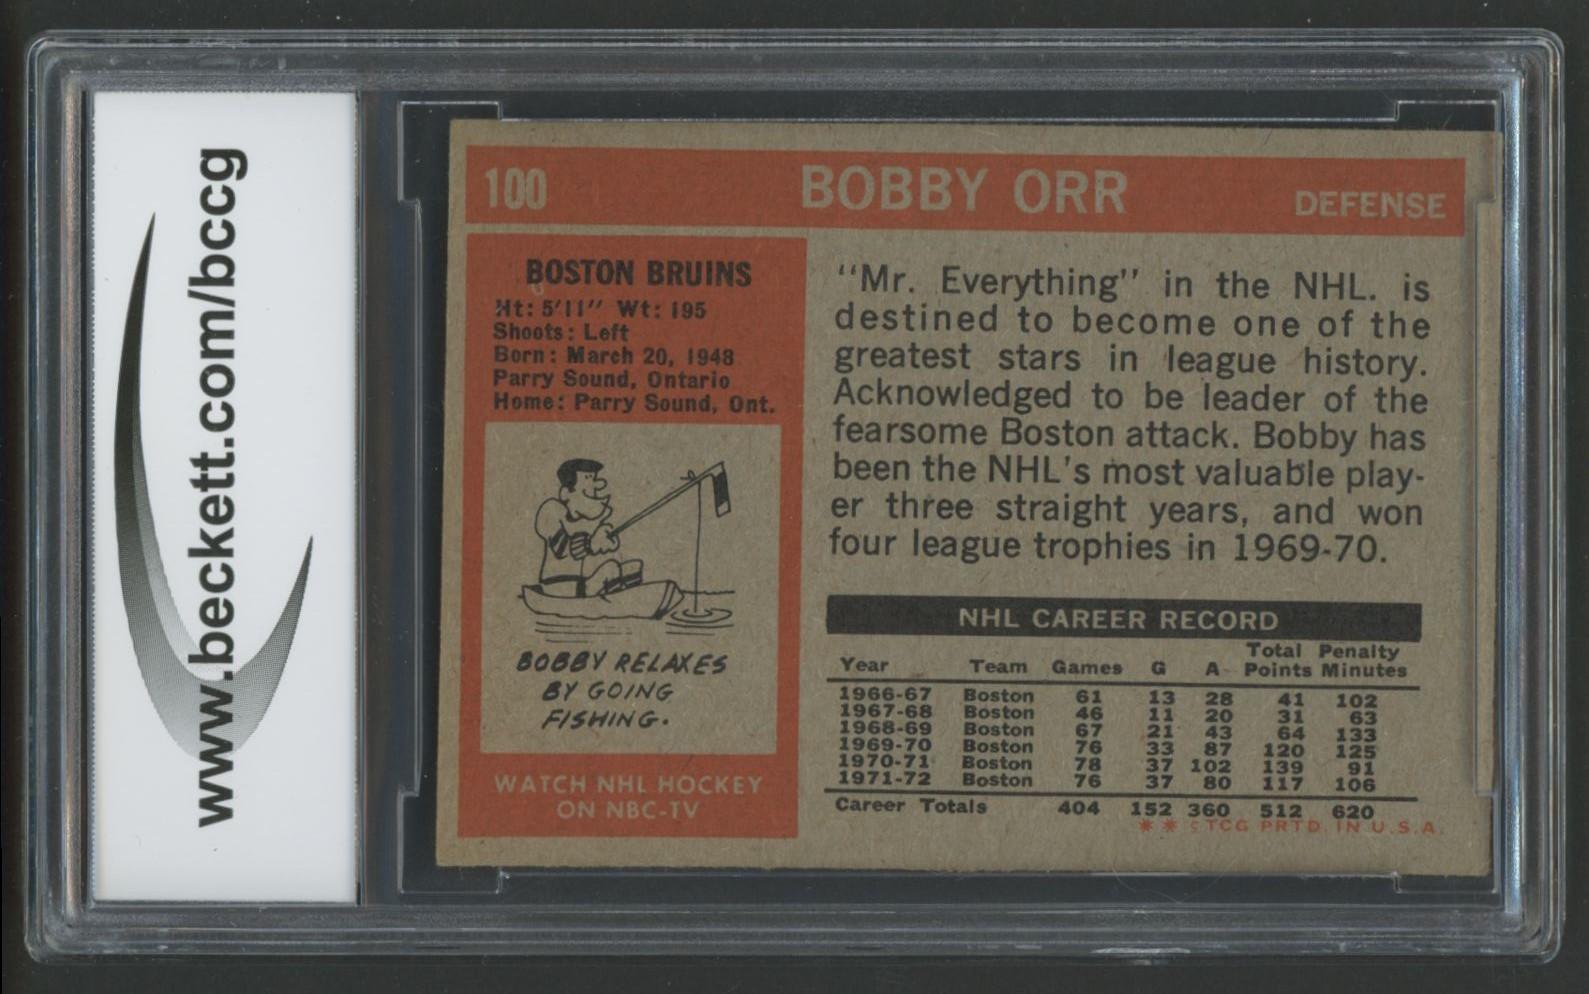 www.beckett.com/bccg
100 BOBBY ORR DEFENSE
BOSTON BRUINS
Ht: 5'11" Wt: 195
Shoots: Left
Born: March 20, 1948
Parry Sound, Ontario
Home: Parry Sound, Ont.
BOBBY RELAXES
BY GOING
FISHING.
WATCH NHL HOCKEY
ON NBC-TV
"Mr. Everything" in the NHL. is
destined to become one of the
greatest stars in league history.
Acknowledged to be leader of the
fearsome Boston attack. Bobby has
been the NHL's most valuable play-
er three straight years, and won
four league trophies in 1969-70.
NHL CAREER RECORD
Year Team Games G A Total Points Penalty Minutes
1966-67 Boston 61 13 28 41 102
1967-68 Boston 46 11 20 31 63
1968-69 Boston 67 21 43 64 133
1969-70 Boston 76 33 87 120 125
1970-71 Boston 78 37 102 139 91
1971-72 Boston 76 37 80 117 106
Career Totals 404 152 360 512 620
** TCG PRTD. IN U.S.A.